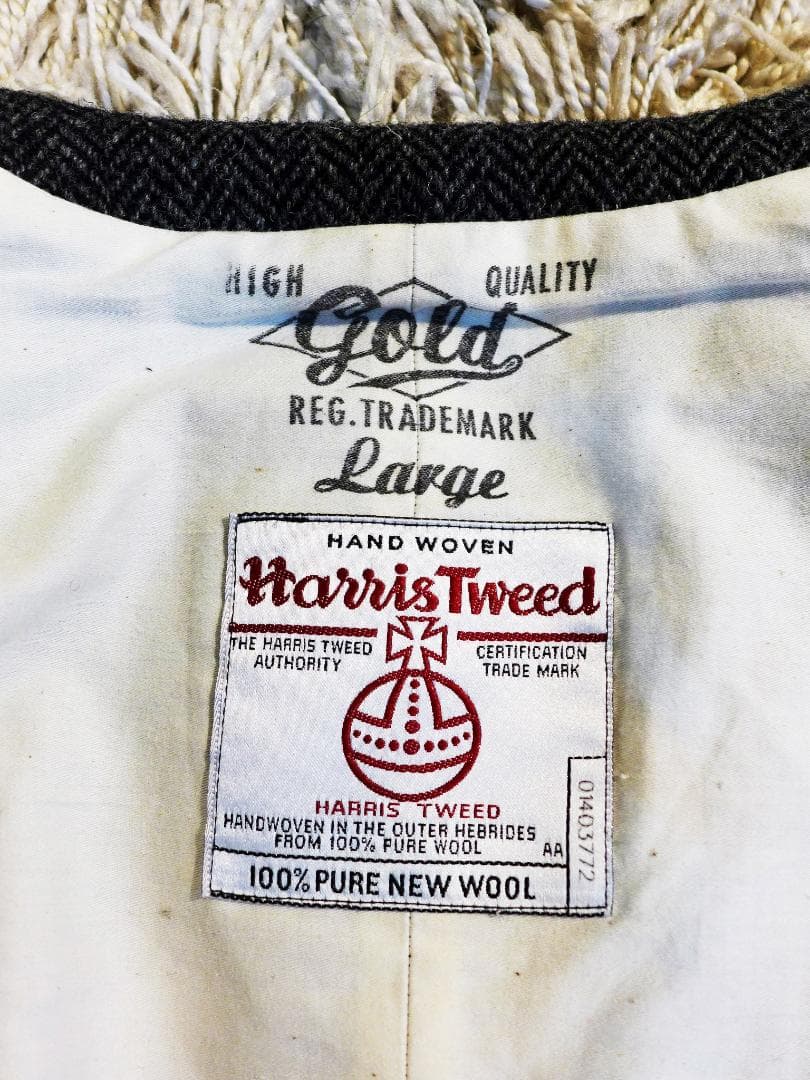 HIGH QUALITY
Gold
REG. TRADEMARK
Large
HAND WOVEN
Harris Tweed
THE HARRIS TWEED
AUTHORITY
CERTIFICATION
TRADE MARK
HARRIS TWEED
HANDWOVEN IN THE OUTER HEBRIDES
FROM 100% PURE WOOL
AA
01403772
100% PURE NEW WOOL